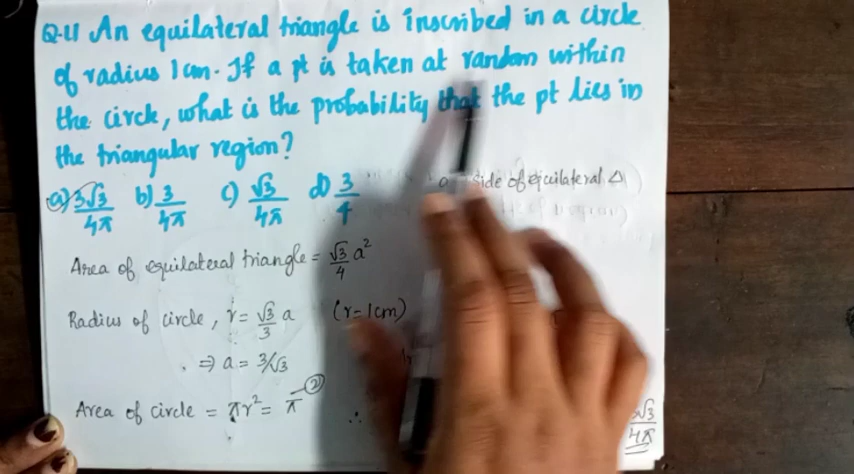 Q.11 An equilateral triangle is inscribed in a circle
of radius 1cm. If a pt is taken at random within
the circle, what is the probability that the pt lies in
the triangular region?
a) 3√3/4π b) 3/4π c) √3/4π d) 3/4
side of equilateral Δ
Area of equilateral triangle = √3/4 a²
Radius of circle, r = √3/3 a (r=1cm)
⇒ a = 3/√3
Area of circle = πr² = π —②
∴
√3/4π